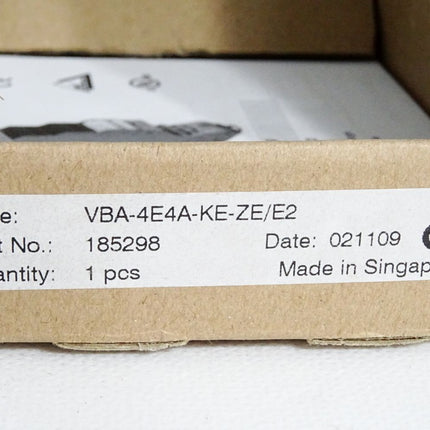 e: VBA-4E4A-KE-ZE/E2
t No.: 185298 Date: 021109
antity: 1 pcs Made in Singap